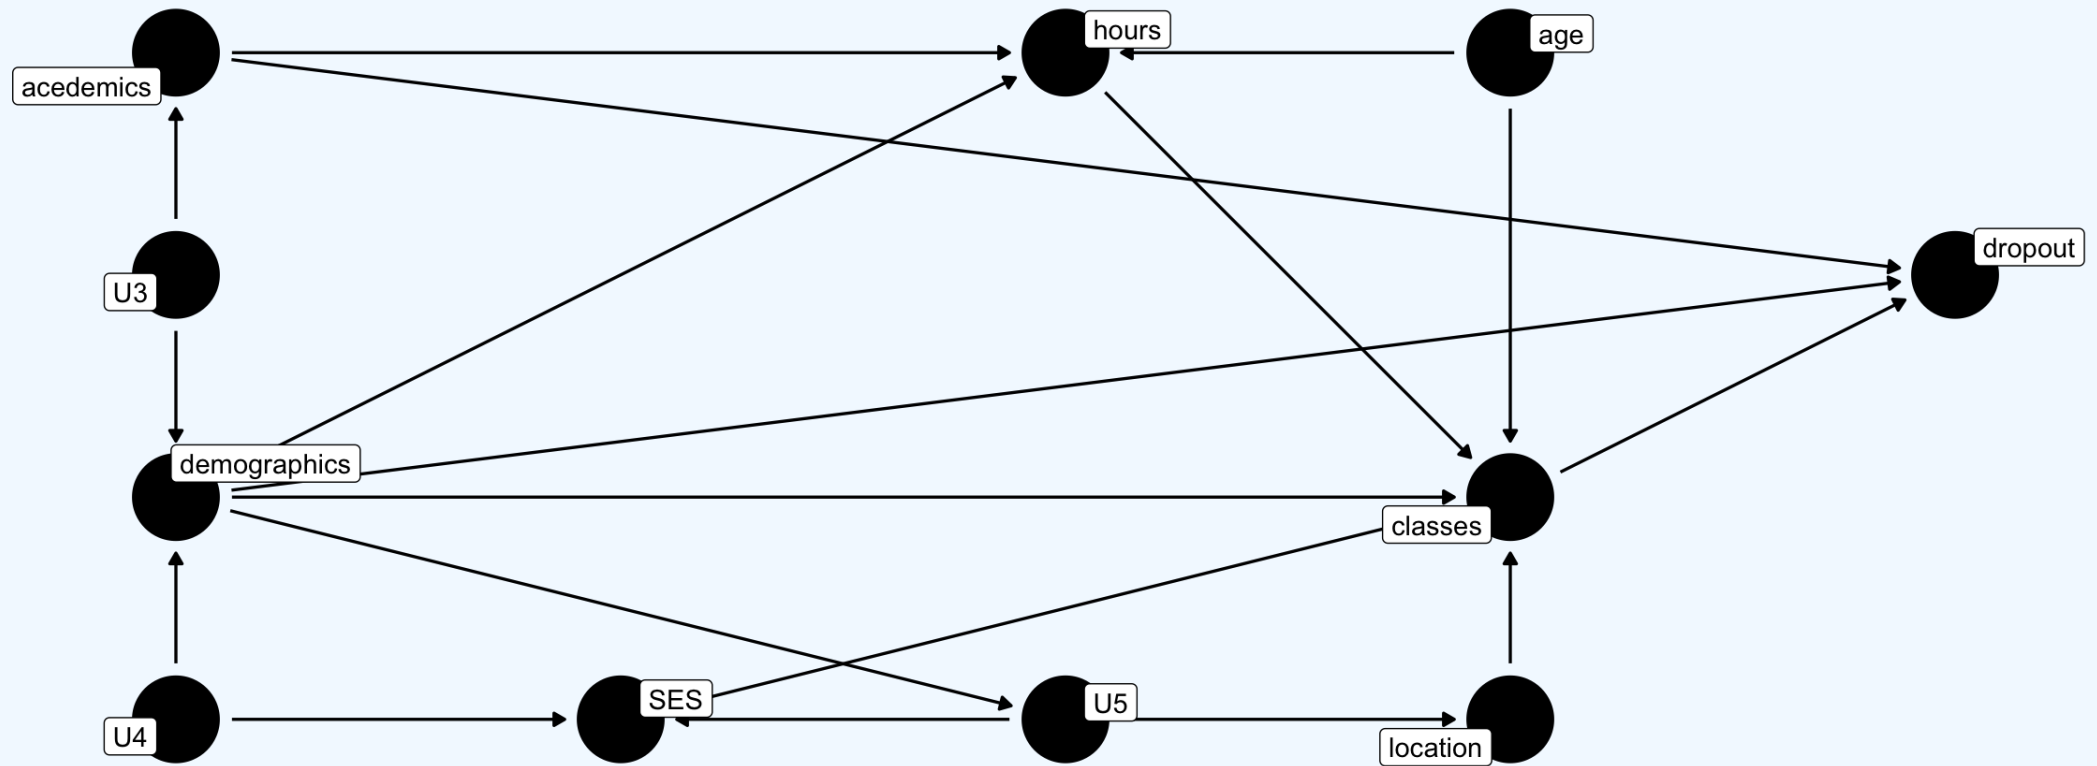 hours
age
acedemics
dropout
U3
demographics
classes
SES
U5
U4
location